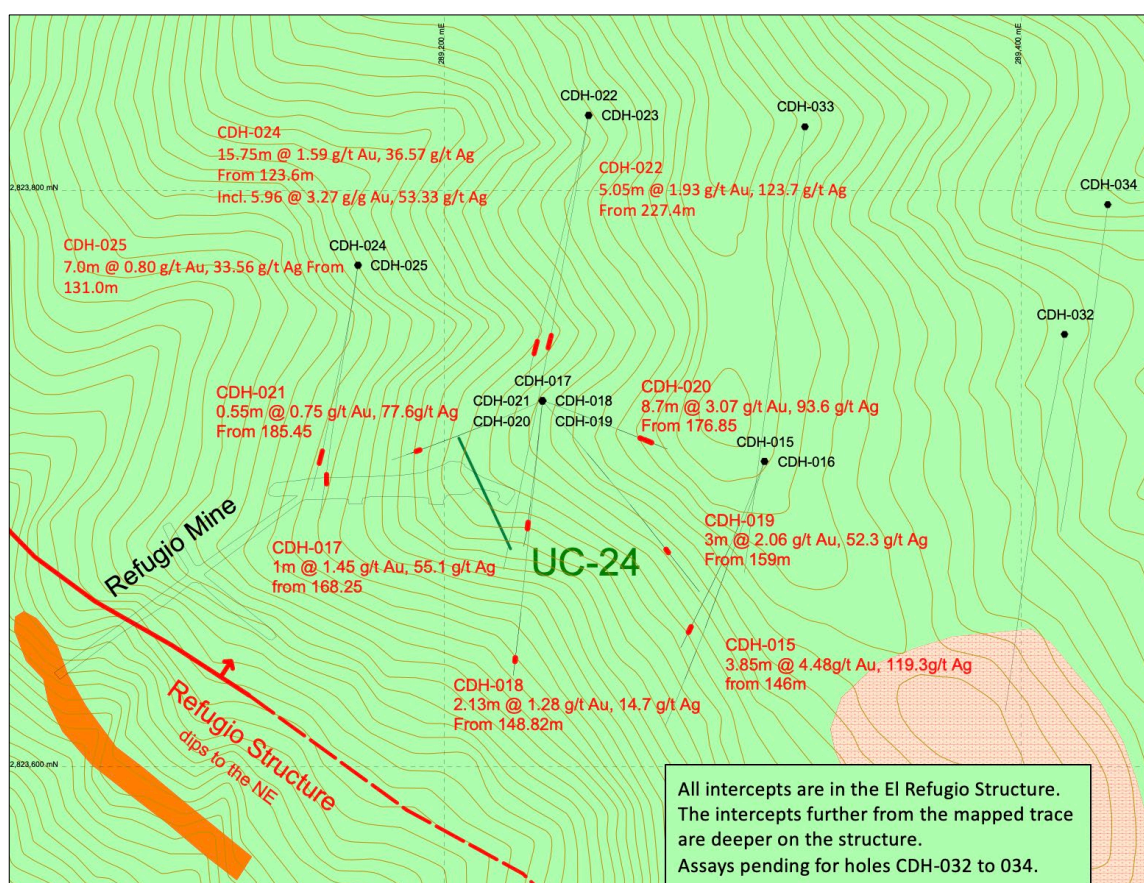 289,200 mE
289,400 mE
CDH-022
CDH-023
CDH-033
CDH-024
15.75m @ 1.59 g/t Au, 36.57 g/t Ag
From 123.6m
Incl. 5.96 @ 3.27 g/g Au, 53.33 g/t Ag
CDH-022
5.05m @ 1.93 g/t Au, 123.7 g/t Ag
From 227.4m
2,823,800 mN
CDH-034
CDH-025
7.0m @ 0.80 g/t Au, 33.56 g/t Ag From
131.0m
CDH-024
CDH-025
CDH-032
CDH-017
CDH-021
CDH-018
CDH-020
CDH-019
CDH-021
0.55m @ 0.75 g/t Au, 77.6g/t Ag
From 185.45
CDH-020
8.7m @ 3.07 g/t Au, 93.6 g/t Ag
From 176.85
CDH-015
CDH-016
Refugio Mine
CDH-017
1m @ 1.45 g/t Au, 55.1 g/t Ag
from 168.25
UC-24
CDH-019
3m @ 2.06 g/t Au, 52.3 g/t Ag
From 159m
CDH-015
3.85m @ 4.48g/t Au, 119.3g/t Ag
from 146m
CDH-018
2.13m @ 1.28 g/t Au, 14.7 g/t Ag
From 148.82m
Refugio Structure
dips to the NE
2,823,600 mN
All intercepts are in the El Refugio Structure.
The intercepts further from the mapped trace
are deeper on the structure.
Assays pending for holes CDH-032 to 034.